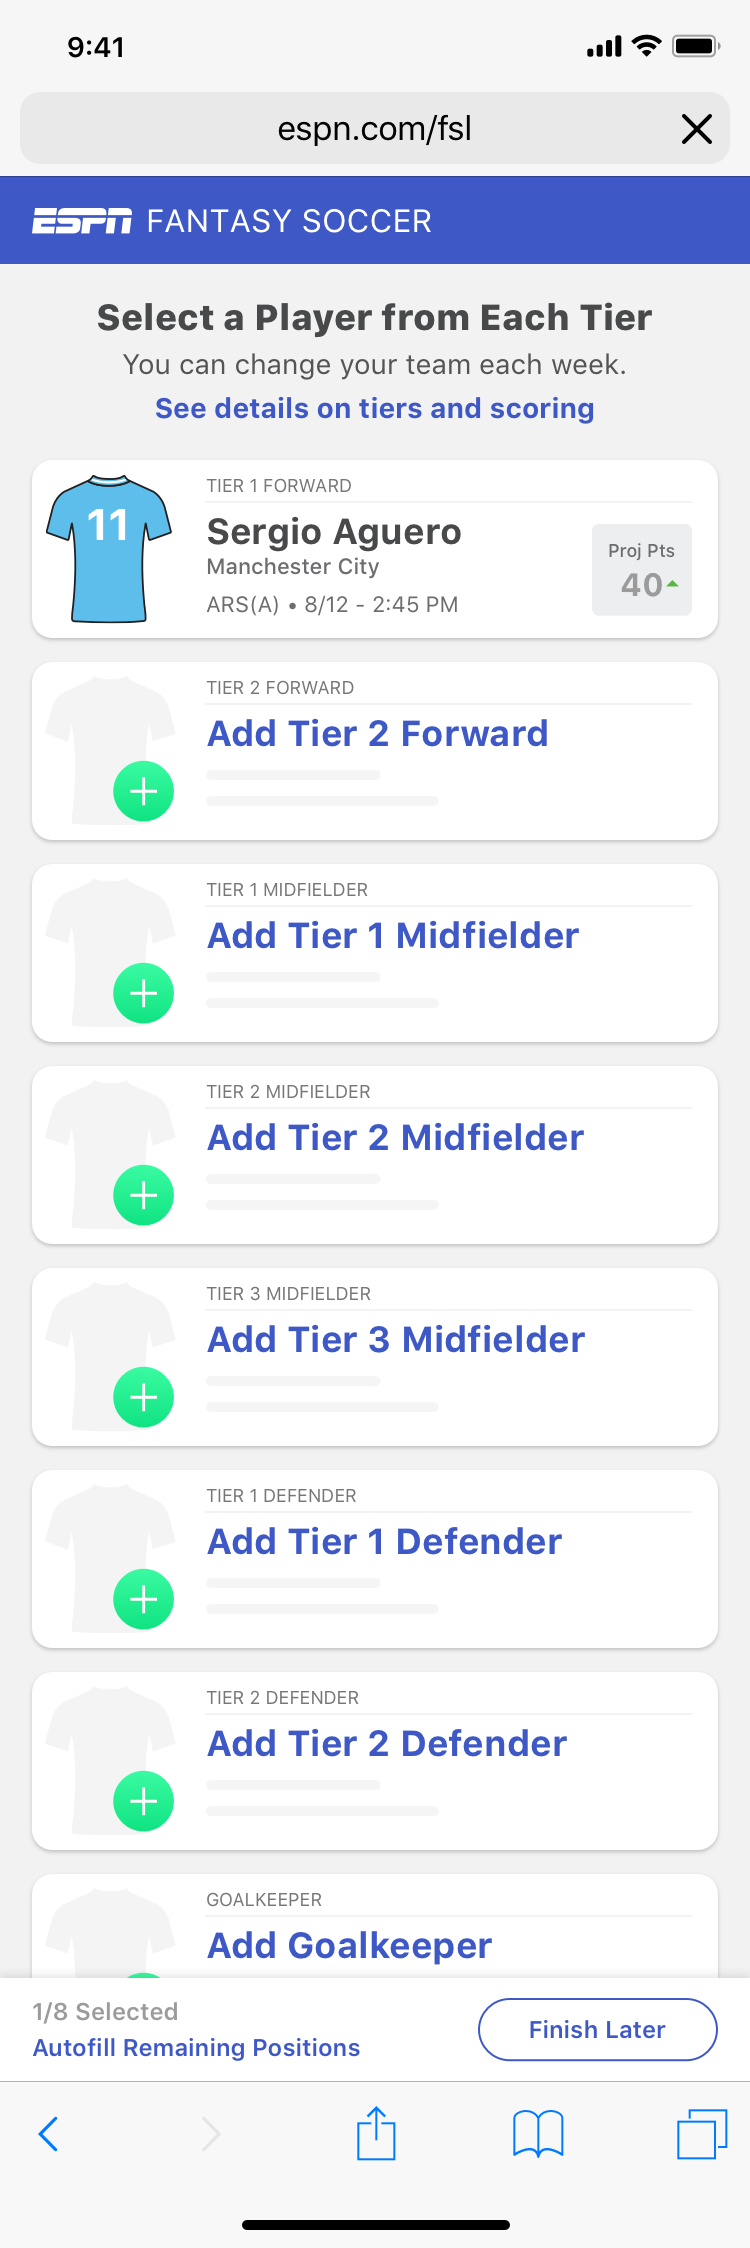 9:41
espn.com/fsl
ESPN FANTASY SOCCER
Select a Player from Each Tier
You can change your team each week.
See details on tiers and scoring
TIER 1 FORWARD
11
Sergio Aguero
Manchester City
ARS(A) • 8/12 - 2:45 PM
Proj Pts
40
TIER 2 FORWARD
Add Tier 2 Forward
TIER 1 MIDFIELDER
Add Tier 1 Midfielder
TIER 2 MIDFIELDER
Add Tier 2 Midfielder
TIER 3 MIDFIELDER
Add Tier 3 Midfielder
TIER 1 DEFENDER
Add Tier 1 Defender
TIER 2 DEFENDER
Add Tier 2 Defender
GOALKEEPER
Add Goalkeeper
1/8 Selected
Autofill Remaining Positions
Finish Later